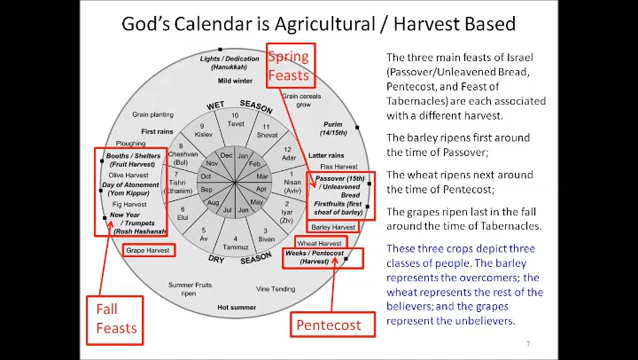 God's Calendar is Agricultural / Harvest Based
Lights / Dedication
(Hanukkah)
Mild winter
Spring
Feasts
Grain cereals
grow
Grain planting
WET SEASON
Purim
(14/15th)
First rains
Latter rains
Ploughing
Flax Harvest
Booths / Shelters
(Fruit Harvest)
Olive Harvest
Day of Atonement
(Yom Kippur)
Fig Harvest
New Year
/ Trumpets
(Rosh Hashanah
Grape Harvest
Passover (15th)
/ Unleavened
Bread
Firstfruits (first
sheaf of barley)
Barley Harvest
Wheat Harvest
Weeks / Pentecost
(Harvest)
10
Tevet
11
Shevat
12
Adar
1
Nisan
(Aviv)
2
Iyar
(Ziv)
3
Sivan
4
Tammuz
5
Av
6
Elul
7
Tishri
(Ethanim)
8
Cheshvan
(Bul)
9
Kislev
Dec
Jan
Feb
Mar
Apr
May
Jun
Jul
Aug
Sep
Oct
Nov
DRY SEASON
Summer Fruits
ripen
Vine Tending
Hot summer
Fall
Feasts
Pentecost
The three main feasts of Israel
(Passover/Unleavened Bread,
Pentecost, and Feast of
Tabernacles) are each associated
with a different harvest.
The barley ripens first around
the time of Passover;
The wheat ripens next around
the time of Pentecost;
The grapes ripen last in the fall
around the time of Tabernacles.
These three crops depict three
classes of people. The barley
represents the overcomers; the
wheat represents the rest of the
believers; and the grapes
represent the unbelievers.
7